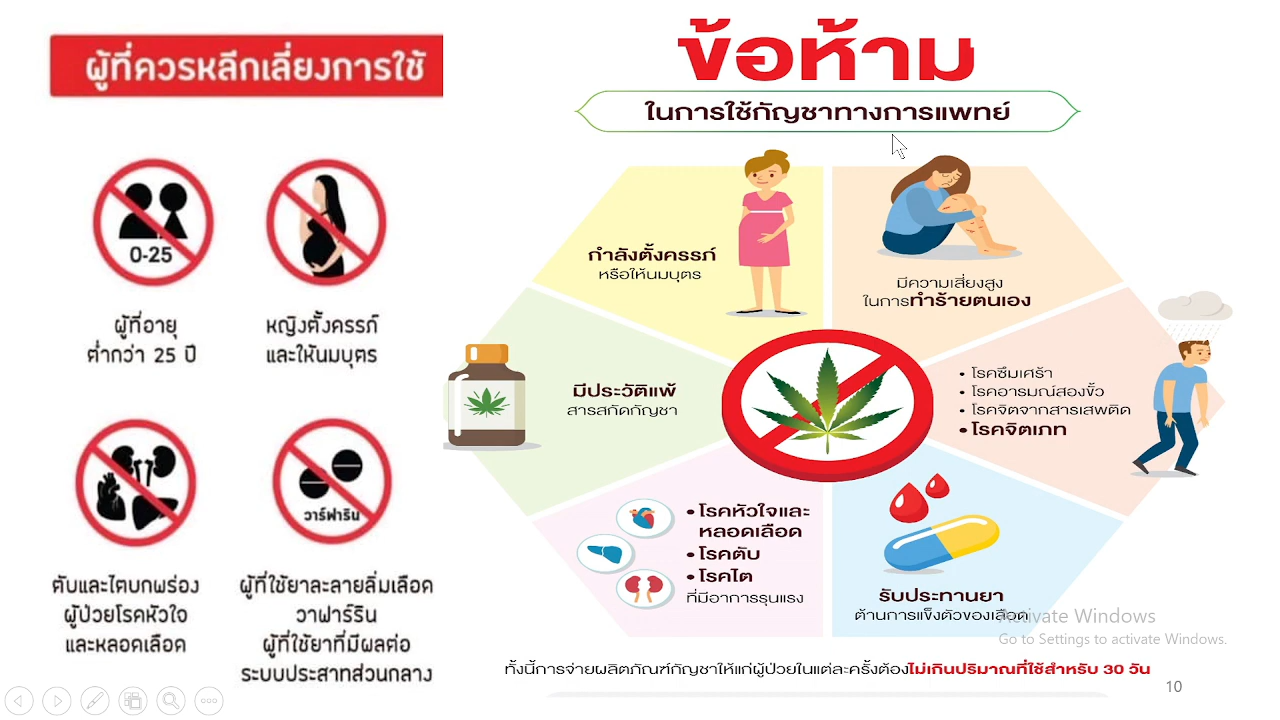 ผู้ที่ควรหลีกเลี่ยงการใช้
0-25
ผู้ที่อายุ
ต่ำกว่า 25 ปี
หญิงตั้งครรภ์
และให้นมบุตร
ตับและไตบกพร่อง
ผู้ป่วยโรคหัวใจ
และหลอดเลือด
วาร์ฟาริน
ผู้ที่ใช้ยาละลายลิ่มเลือด
วาฟาร์ริน
ผู้ที่ใช้ยาที่มีผลต่อ
ระบบประสาทส่วนกลาง
ข้อห้าม
ในการใช้กัญชาทางการแพทย์
กำลังตั้งครรภ์
หรือให้นมบุตร
มีความเสี่ยงสูง
ในการทำร้ายตนเอง
มีประวัติแพ้
สารสกัดกัญชา
• โรคซึมเศร้า
• โรคอารมณ์สองขั้ว
• โรคจิตจากสารเสพติด
• โรคจิตเภท
• โรคหัวใจและ
หลอดเลือด
• โรคตับ
• โรคไต
ที่มีอาการรุนแรง
รับประทานยา
ต้านการแข็งตัวของเลือด
Activate Windows
Go to Settings to activate Windows.
ทั้งนี้การจ่ายผลิตภัณฑ์กัญชาให้แก่ผู้ป่วยในแต่ละครั้งต้องไม่เกินปริมาณที่ใช้สำหรับ 30 วัน
10